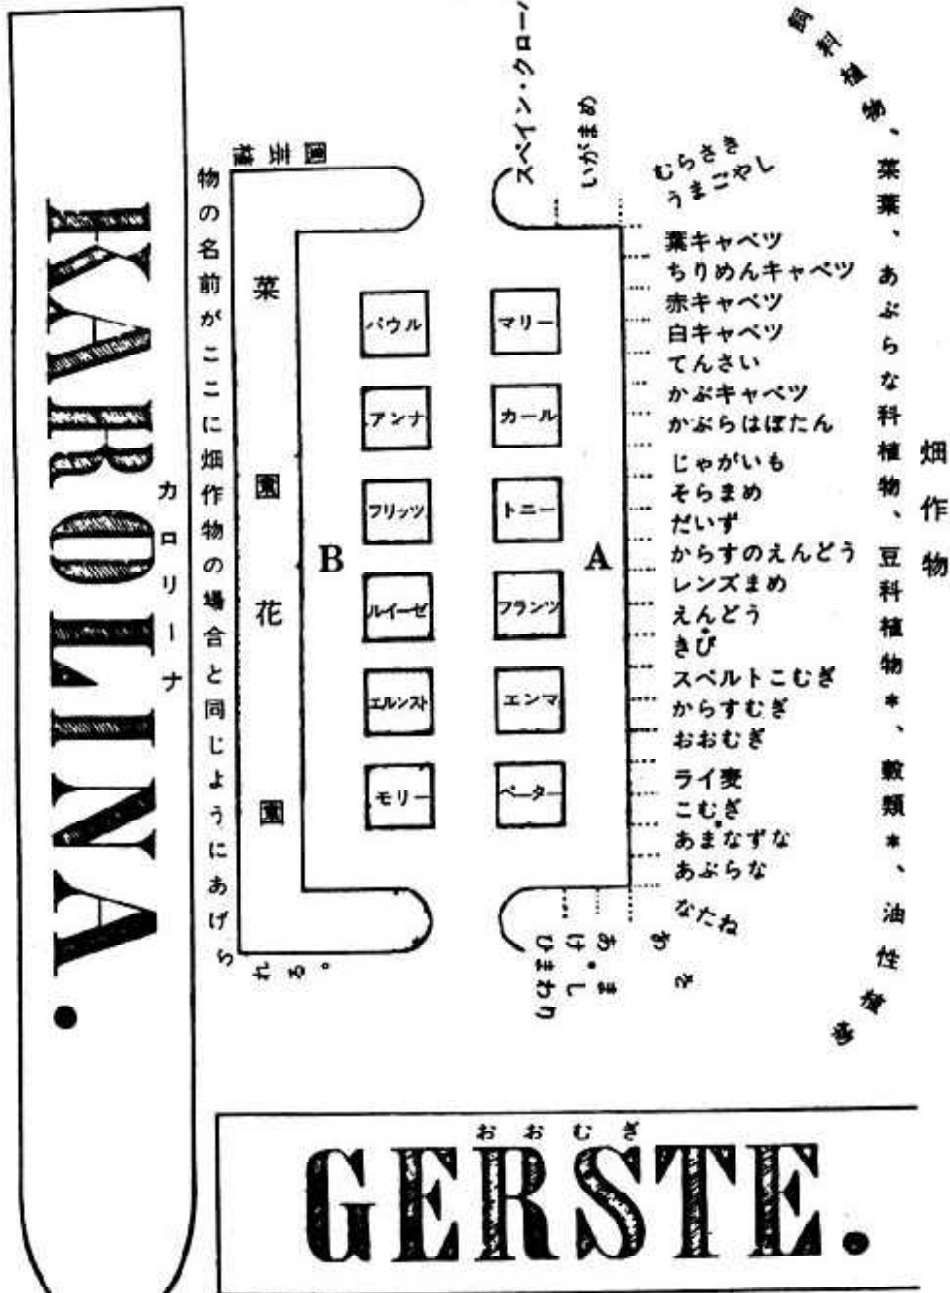 飼料植物、葉菜、あぶらな科植物、豆科植物*、穀類*、油性植物
畑作物
スペイン・クローバ
いがまめ
むらさき
うまごやし
葉キャベツ
ちりめんキャベツ
赤キャベツ
白キャベツ
てんさい
かぶキャベツ
かぶらはぼたん
じゃがいも
そらまめ
だいず
からすのえんどう
レンズまめ
えんどう
きび
スペルトこむぎ
からすむぎ
おおむぎ
ライ麦
こむぎ
あまなずな
あぶらな
なたね
あさ
あま
けし
ひまわり
A
マリー
カール
トニー
フランツ
エンマ
ペーター
B
パウル
アンナ
フリッツ
ルイーゼ
エルンスト
モリー
菜園
花園
園芸植
物の名前がここに畑作物の場合と同じようにあげられる。
KAROLINA.
カロリーナ
おおむぎ
GERSTE.